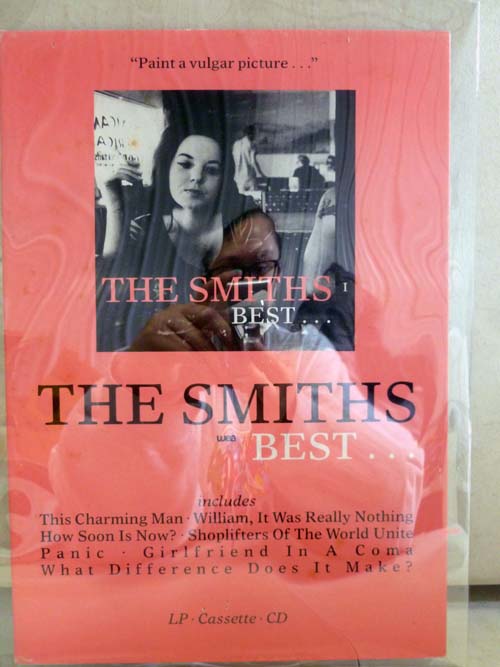 “Paint a vulgar picture . . .”
THE SMITHS I
BEST . . .
THE SMITHS
wea BEST . . .
includes
This Charming Man · William, It Was Really Nothing
How Soon Is Now? · Shoplifters Of The World Unite
Panic · Girlfriend In A Coma
What Difference Does It Make?
LP · Cassette · CD